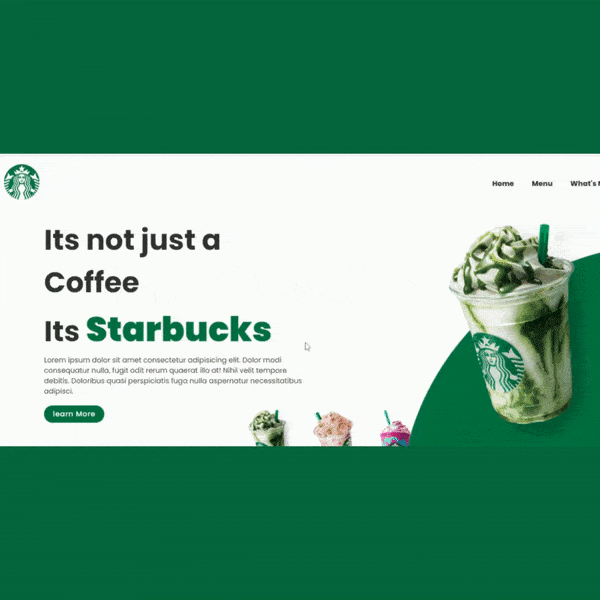 Home Menu What's
Its not just a
Coffee
Its Starbucks
Lorem ipsum dolor sit amet consectetur adipisicing elit. Dolor modi
consequatur nulla, fugit odit rerum quaerat illa at! Nihil velit tempore
debitis. Doloribus quasi perspiciatis fuga nulla aspernatur necessitatibus
adipisci.
learn More